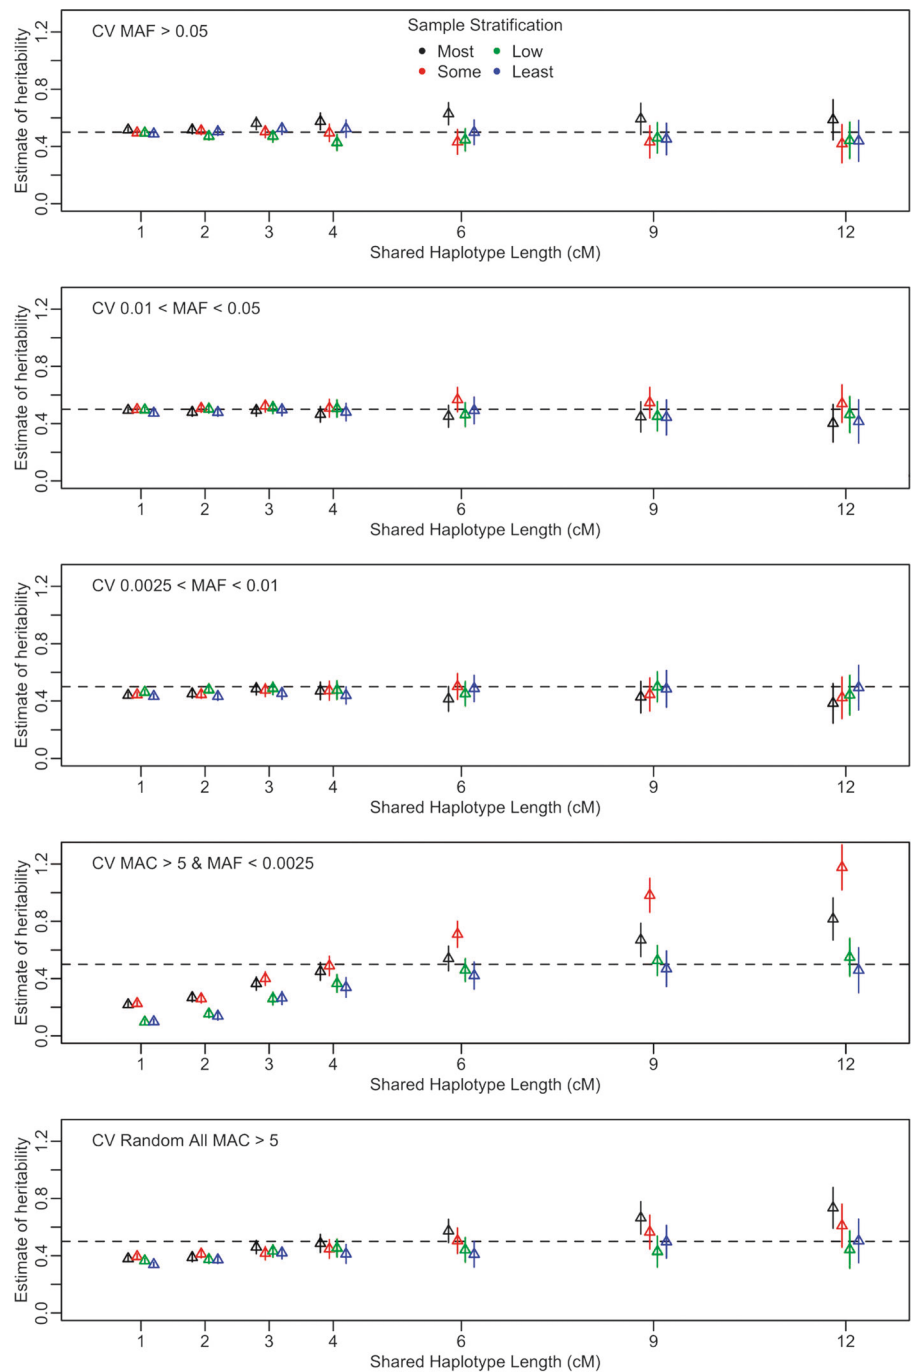 CV MAF > 0.05
Sample Stratification
Most
Low
Some
Least
Estimate of heritability
0.0
0.4
0.8
1.2
1 2 3 4 6 9 12
Shared Haplotype Length (cM)
CV 0.01 < MAF < 0.05
Estimate of heritability
0.0
0.4
0.8
1.2
1 2 3 4 6 9 12
Shared Haplotype Length (cM)
CV 0.0025 < MAF < 0.01
Estimate of heritability
0.0
0.4
0.8
1.2
1 2 3 4 6 9 12
Shared Haplotype Length (cM)
CV MAC > 5 & MAF < 0.0025
Estimate of heritability
0.0
0.4
0.8
1.2
1 2 3 4 6 9 12
Shared Haplotype Length (cM)
CV Random All MAC > 5
Estimate of heritability
0.0
0.4
0.8
1.2
1 2 3 4 6 9 12
Shared Haplotype Length (cM)